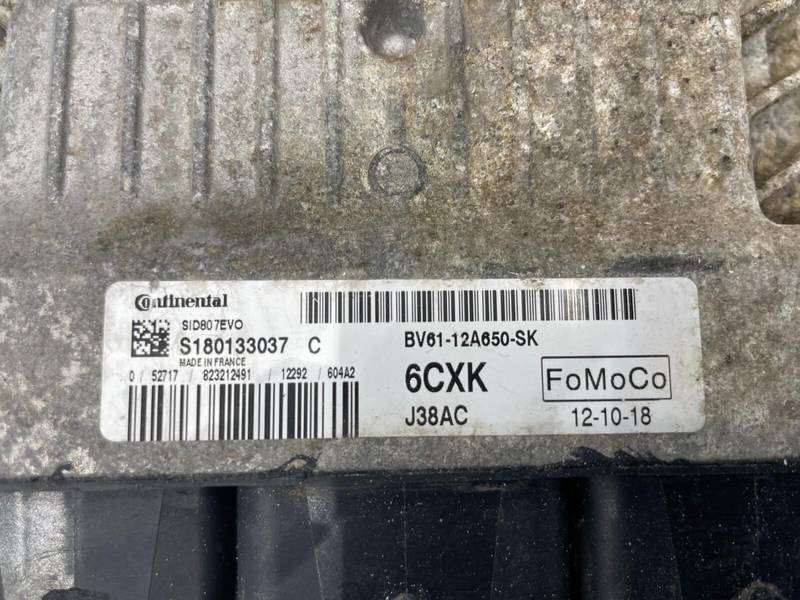 Continental
SID807EVO
S180133037 C
MADE IN FRANCE
0 / 52717 / 823212491 / 12292 / 604A2
BV61-12A650-SK
6CXK
FoMoCo
J38AC
12-10-18